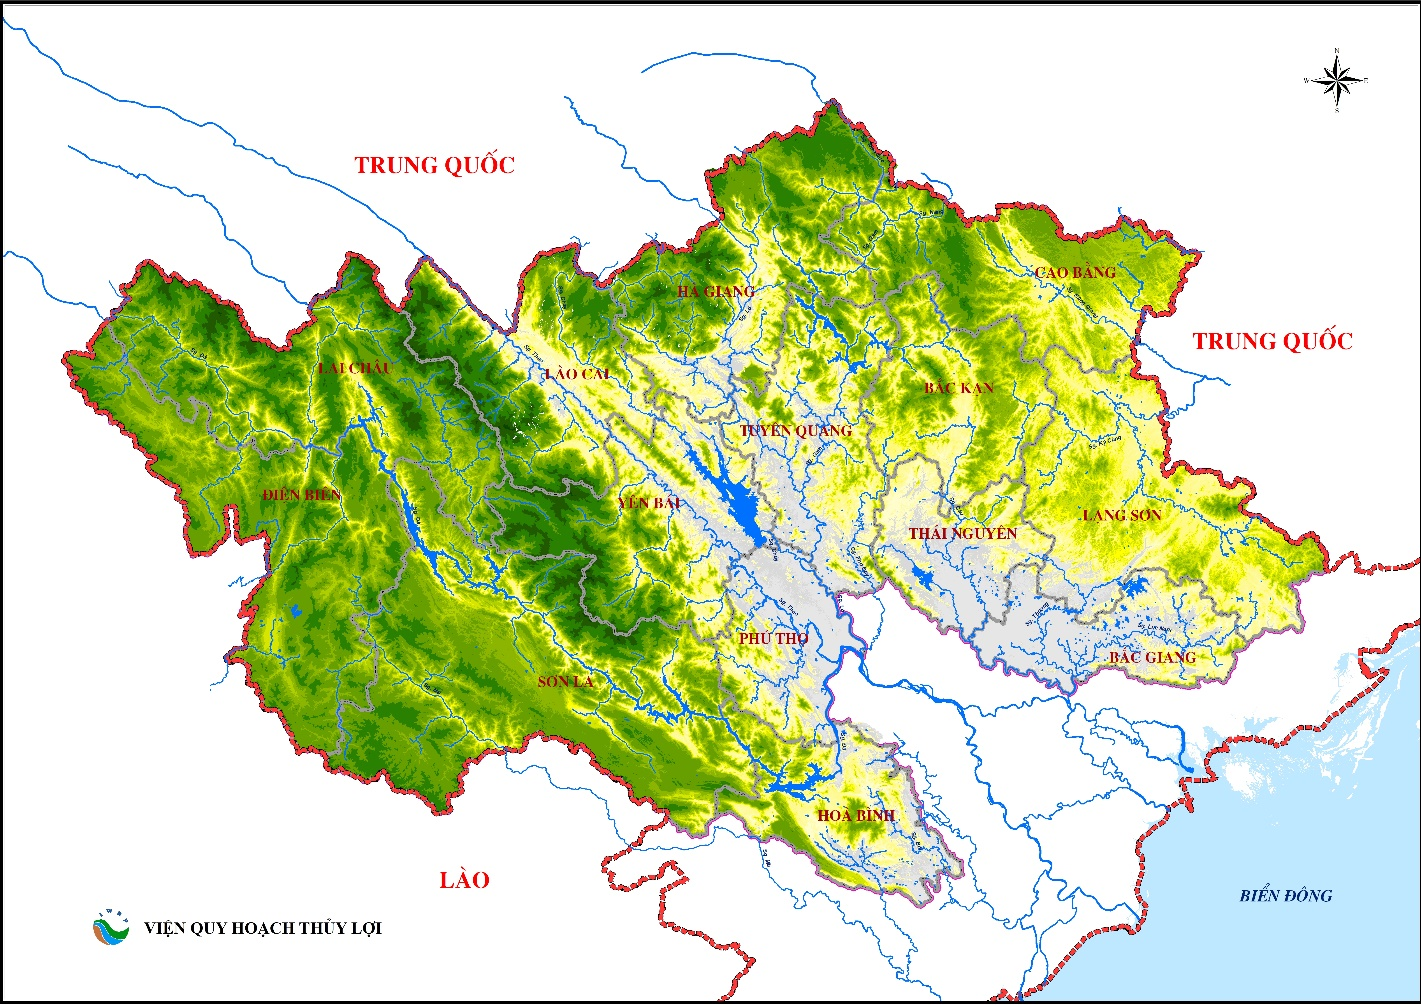 N
W
E
S
TRUNG QUỐC
CAO BẰNG
HÀ GIANG
TRUNG QUỐC
LAI CHÂU
LÀO CAI
BẮC KẠN
TUYÊN QUANG
ĐIỆN BIÊN
YÊN BÁI
LẠNG SƠN
THÁI NGUYÊN
PHÚ THỌ
BẮC GIANG
SƠN LA
HOÀ BÌNH
LÀO
BIỂN ĐÔNG
VIỆN QUY HOẠCH THỦY LỢI